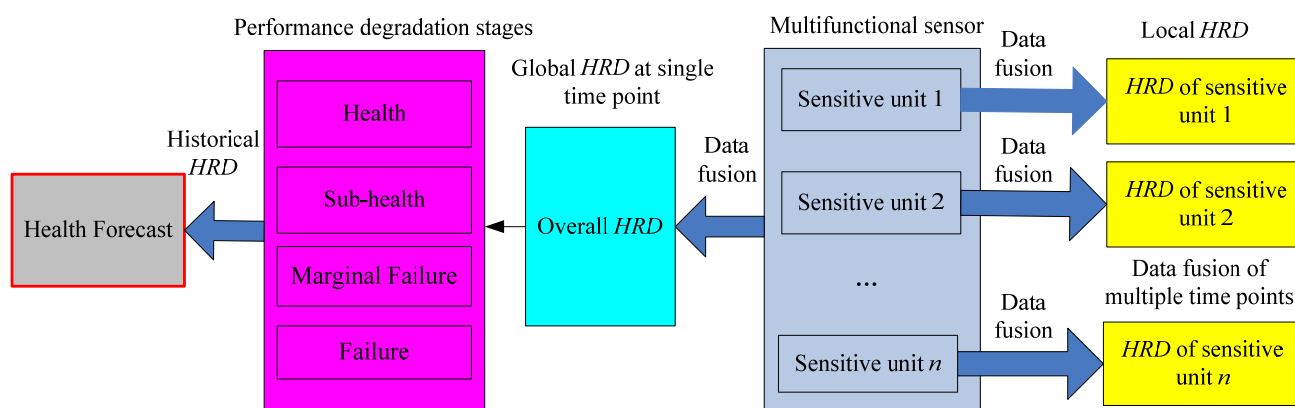 Performance degradation stages
Health
Sub-health
Marginal Failure
Failure
Historical
HRD
Health Forecast
Global HRD at single
time point
Overall HRD
Data
fusion
Multifunctional sensor
Sensitive unit 1
Sensitive unit 2
...
Sensitive unit n
Data
fusion
Data
fusion
Data
fusion
Local HRD
HRD of sensitive
unit 1
HRD of sensitive
unit 2
Data fusion of
multiple time points
HRD of sensitive
unit n